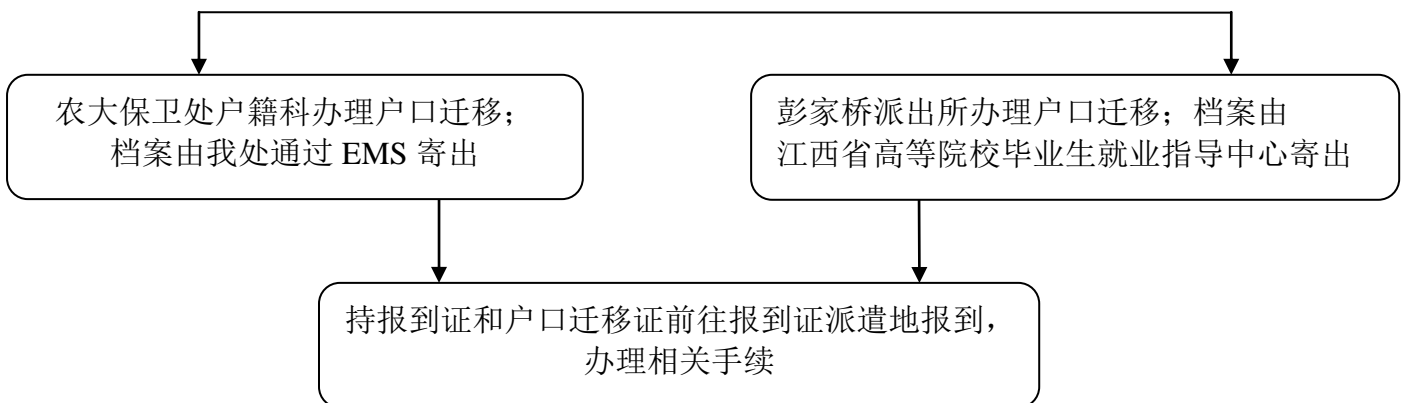 农大保卫处户籍科办理户口迁移；
档案由我处通过 EMS 寄出
彭家桥派出所办理户口迁移；档案由
江西省高等院校毕业生就业指导中心寄出
持报到证和户口迁移证前往报到证派遣地报到，
办理相关手续